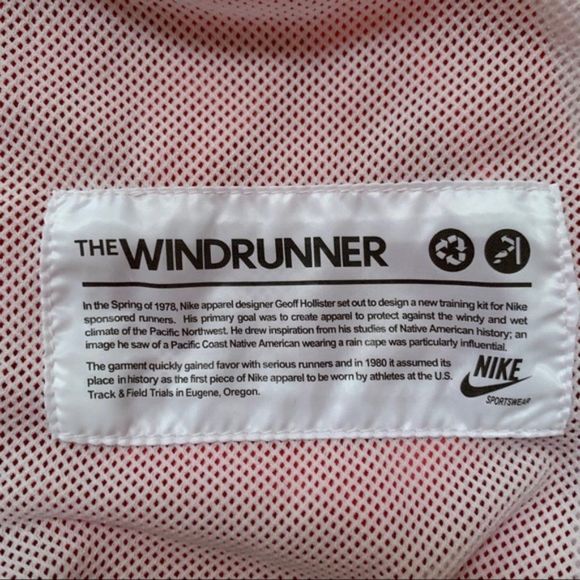 THE WINDRUNNER
In the Spring of 1978, Nike apparel designer Geoff Hollister set out to design a new training kit for Nike
sponsored runners. His primary goal was to create apparel to protect against the windy and wet
climate of the Pacific Northwest. He drew inspiration from his studies of Native American history; an
image he saw of a Pacific Coast Native American wearing a rain cape was particularly influential.
The garment quickly gained favor with serious runners and in 1980 it assumed its
place in history as the first piece of Nike apparel to be worn by athletes at the U.S.
Track & Field Trials in Eugene, Oregon.
NIKE
SPORTSWEAR